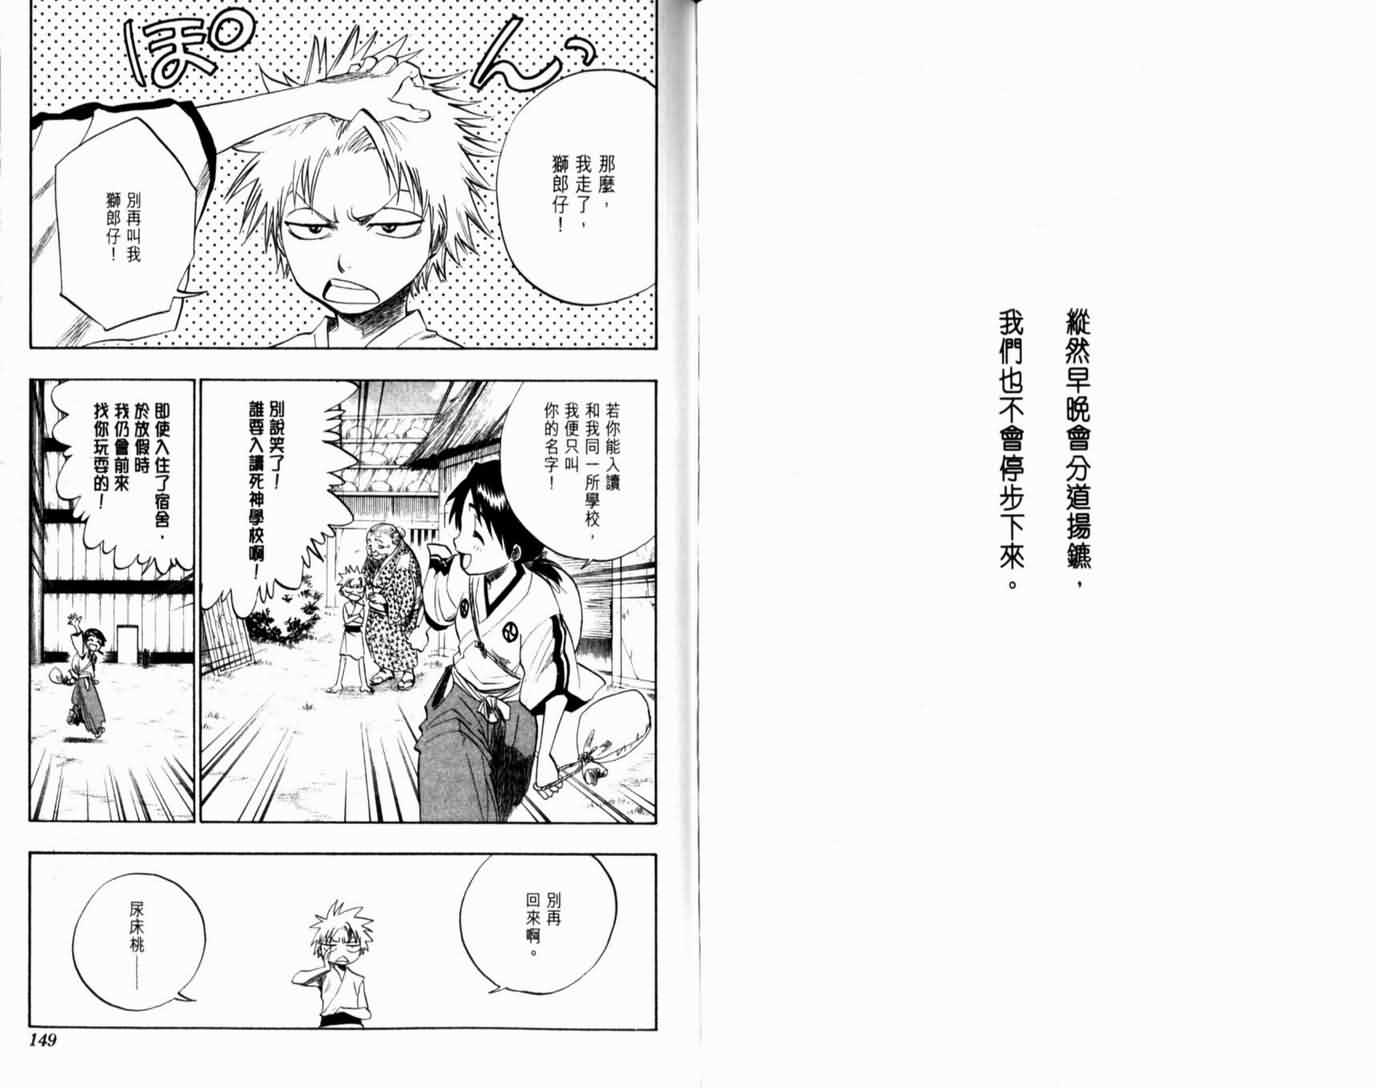 縱然早晚會分道揚鑣，
我們也不會停步下來。
ぽんっ
那麼，
我走了，
獅郎仔！
別再叫我
獅郎仔！
若你能入讀
和我同一所學校，
我便只叫
你的名字！
別說笑了！
誰要入讀死神學校啊！
即使入住了宿舍，
於放假時
我仍會前來
找你玩耍的！
別再
回來啊。
尿床桃——
149